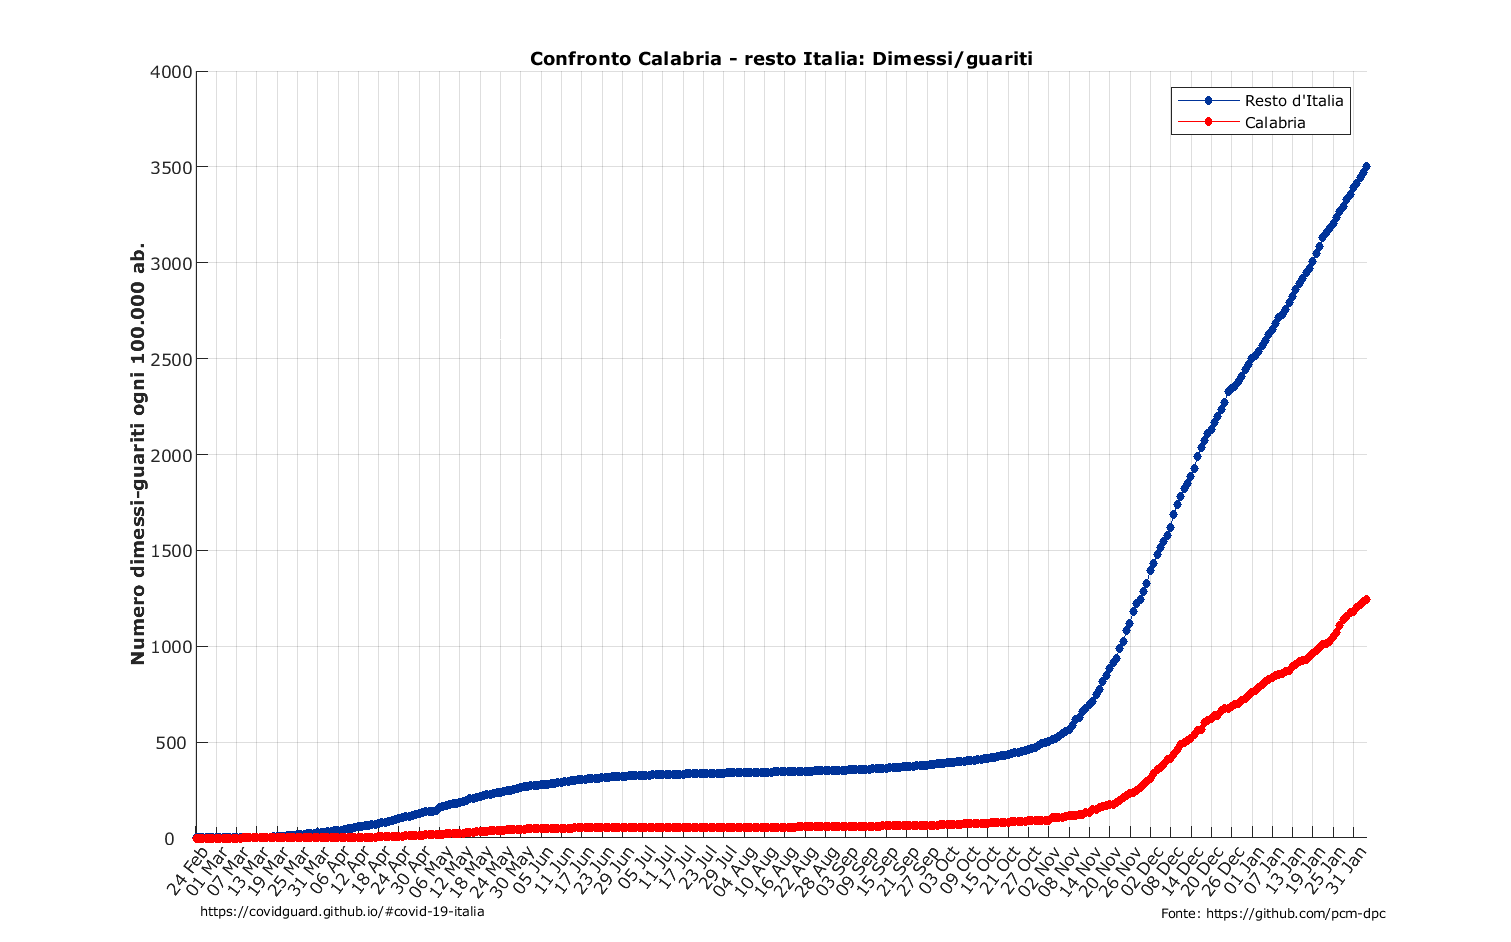 Confronto Calabria - resto Italia: Dimessi/guariti
Resto d'Italia
Calabria
Numero dimessi-guariti ogni 100.000 ab.
4000
3500
3000
2500
2000
1500
1000
500
0
24 Feb
01 Mar
07 Mar
13 Mar
19 Mar
25 Mar
31 Mar
06 Apr
12 Apr
18 Apr
24 Apr
30 Apr
06 May
12 May
18 May
24 May
30 May
05 Jun
11 Jun
17 Jun
23 Jun
29 Jun
05 Jul
11 Jul
17 Jul
23 Jul
29 Jul
04 Aug
10 Aug
16 Aug
22 Aug
28 Aug
03 Sep
09 Sep
15 Sep
21 Sep
27 Sep
03 Oct
09 Oct
15 Oct
21 Oct
27 Oct
02 Nov
08 Nov
14 Nov
20 Nov
26 Nov
02 Dec
08 Dec
14 Dec
20 Dec
26 Dec
01 Jan
07 Jan
13 Jan
19 Jan
25 Jan
31 Jan
https://covidguard.github.io/#covid-19-italia
Fonte: https://github.com/pcm-dpc